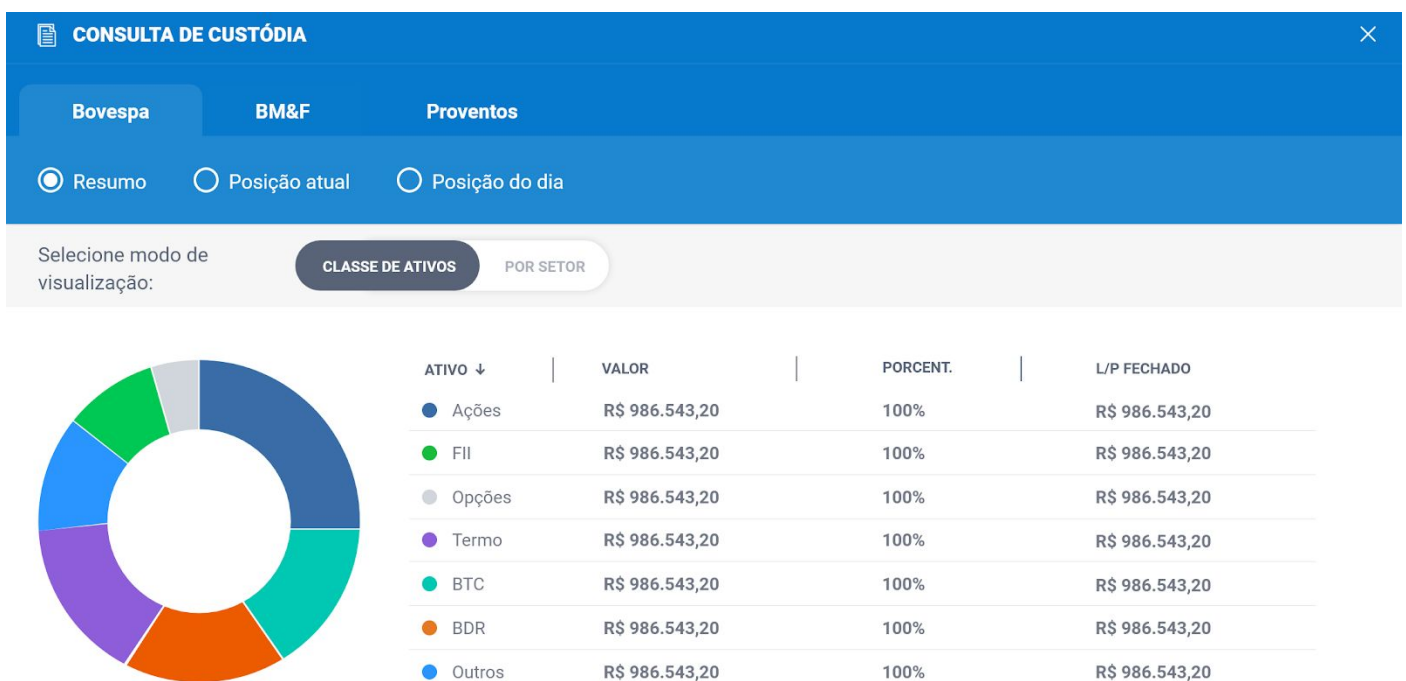 CONSULTA DE CUSTÓDIA
Bovespa BM&F Proventos
Resumo Posição atual Posição do dia
Selecione modo de
visualização:
CLASSE DE ATIVOS POR SETOR
ATIVO ↓ VALOR PORCENT. L/P FECHADO
Ações R$ 986.543,20 100% R$ 986.543,20
FII R$ 986.543,20 100% R$ 986.543,20
Opções R$ 986.543,20 100% R$ 986.543,20
Termo R$ 986.543,20 100% R$ 986.543,20
BTC R$ 986.543,20 100% R$ 986.543,20
BDR R$ 986.543,20 100% R$ 986.543,20
Outros R$ 986.543,20 100% R$ 986.543,20